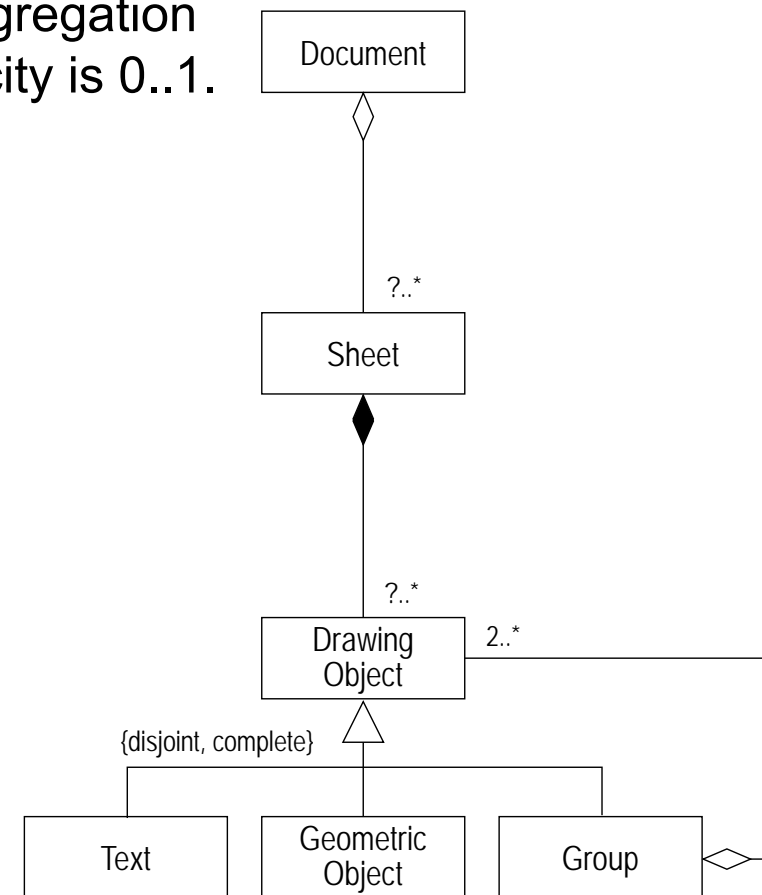 gregation
city is 0..1.
Document
?..*
Sheet
?..*
Drawing
Object
2..*
{disjoint, complete}
Text
Geometric
Object
Group